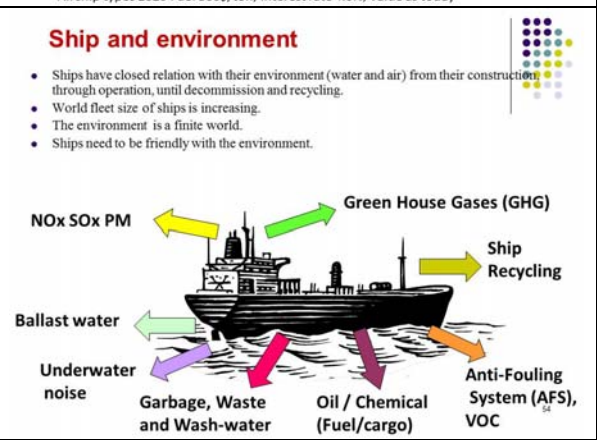 Ship and environment
Ships have closed relation with their environment (water and air) from their construction,
through operation, until decommission and recycling.
World fleet size of ships is increasing.
The environment is a finite world.
Ships need to be friendly with the environment.
Green House Gases (GHG)
NOx SOx PM
Ship
Recycling
Ballast water
Underwater
noise
Garbage, Waste
and Wash-water
Oil / Chemical
(Fuel/cargo)
Anti-Fouling
System (AFS),
VOC
54